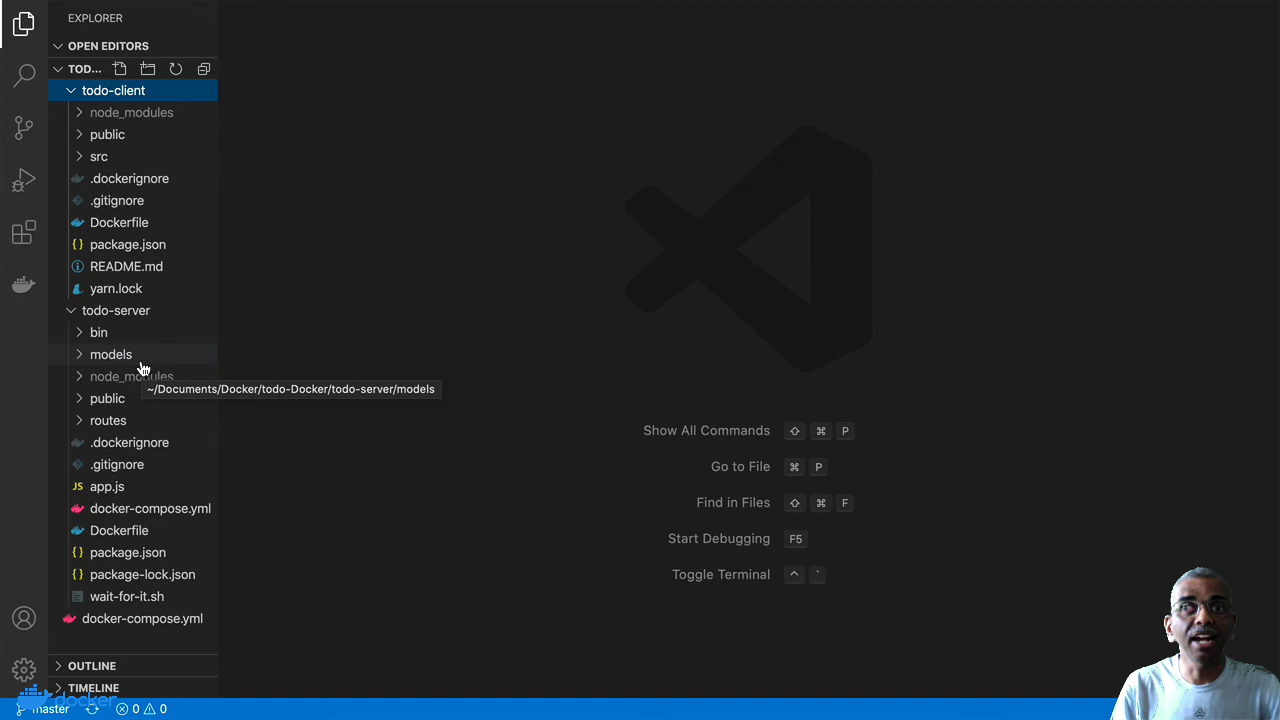 EXPLORER
OPEN EDITORS
TOD...
todo-client
node_modules
public
src
.dockerignore
.gitignore
Dockerfile
package.json
README.md
yarn.lock
todo-server
bin
models
node_modules
~/Documents/Docker/todo-Docker/todo-server/models
public
routes
.dockerignore
.gitignore
JS app.js
docker-compose.yml
Dockerfile
package.json
package-lock.json
wait-for-it.sh
docker-compose.yml
OUTLINE
TIMELINE
docker
master
0 0
Show All Commands ⇧ ⌘ P
Go to File ⌘ P
Find in Files ⇧ ⌘ F
Start Debugging F5
Toggle Terminal ^ `